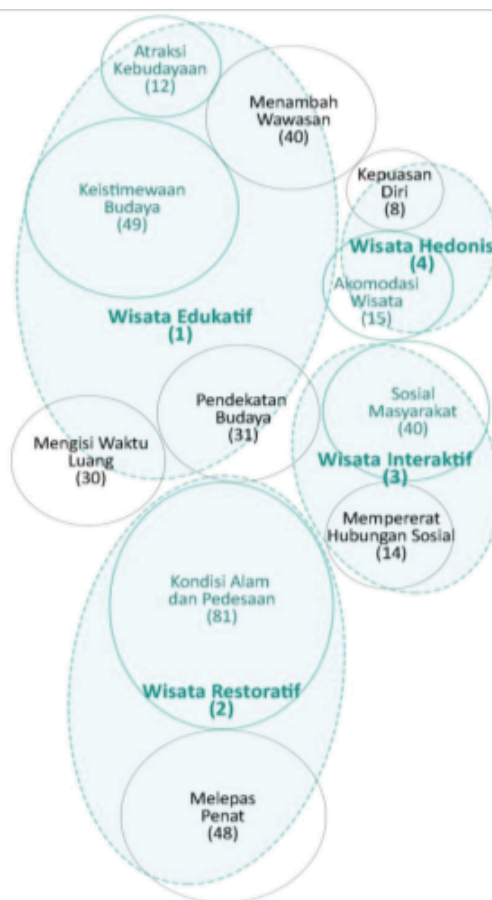 Atraksi
Kebudayaan
(12)
Menambah
Wawasan
(40)
Keistimewaan
Budaya
(49)
Kepuasan
Diri
(8)
Wisata Hedonis
(4)
Akomodasi
Wisata
(15)
Wisata Edukatif
(1)
Pendekatan
Budaya
(31)
Mengisi Waktu
Luang
(30)
Sosial
Masyarakat
(40)
Wisata Interaktif
(3)
Mempererat
Hubungan Sosial
(14)
Kondisi Alam
dan Pedesaan
(81)
Wisata Restoratif
(2)
Melepas
Penat
(48)